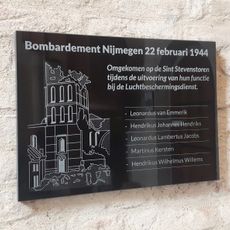 Bombardement Nijmegen 22 februari 1944
Omgekomen op de Sint Stevenstoren
tijdens de uitvoering van hun functie
bij de Luchtbeschermingsdienst.
- Leonardus van Emmerik
- Hendrikus Johannes Hendriks
- Leonardus Lambertus Jacobs
- Martinus Kersten
- Hendrikus Wilhelmus Willems